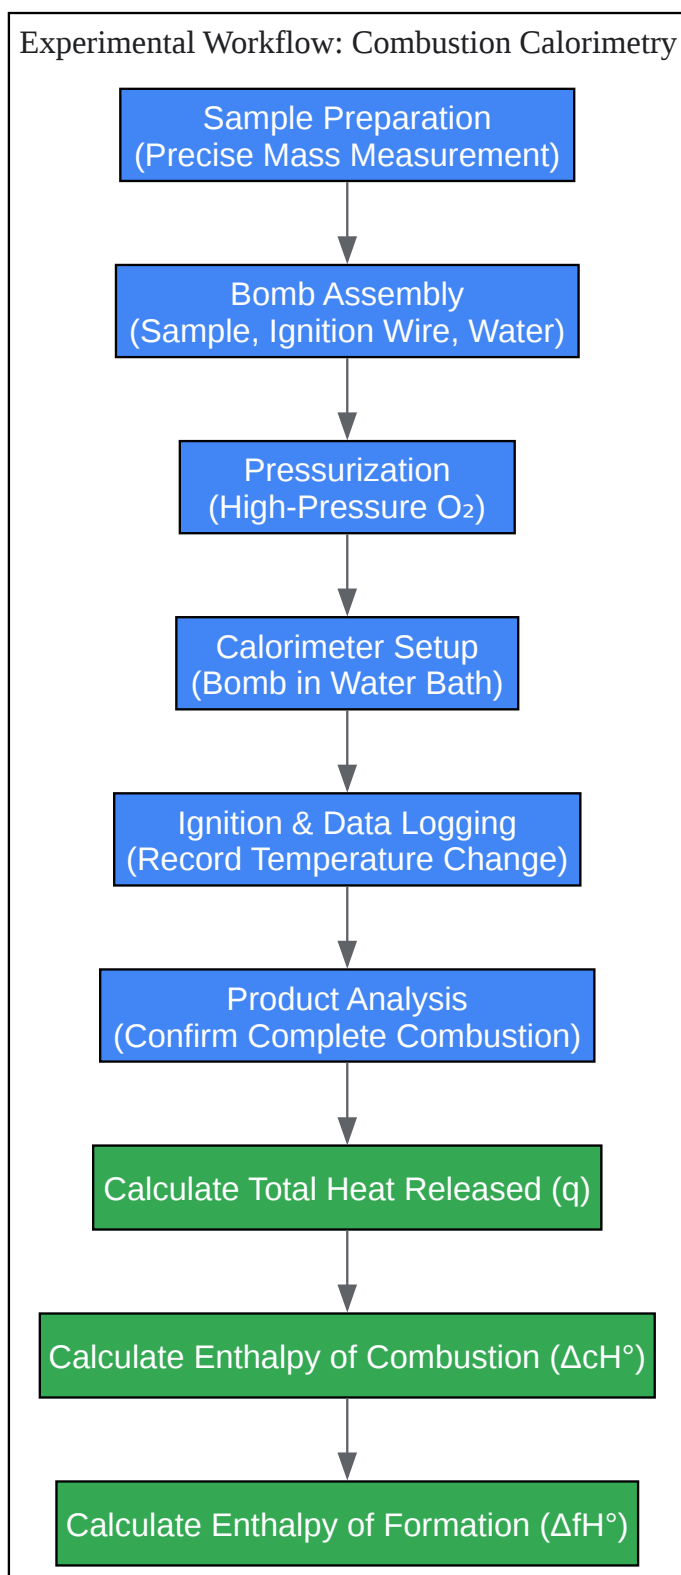 Experimental Workflow: Combustion Calorimetry
Sample Preparation
(Precise Mass Measurement)
Bomb Assembly
(Sample, Ignition Wire, Water)
Pressurization
(High-Pressure O₂)
Calorimeter Setup
(Bomb in Water Bath)
Ignition & Data Logging
(Record Temperature Change)
Product Analysis
(Confirm Complete Combustion)
Calculate Total Heat Released (q)
Calculate Enthalpy of Combustion (ΔcH°)
Calculate Enthalpy of Formation (ΔfH°)